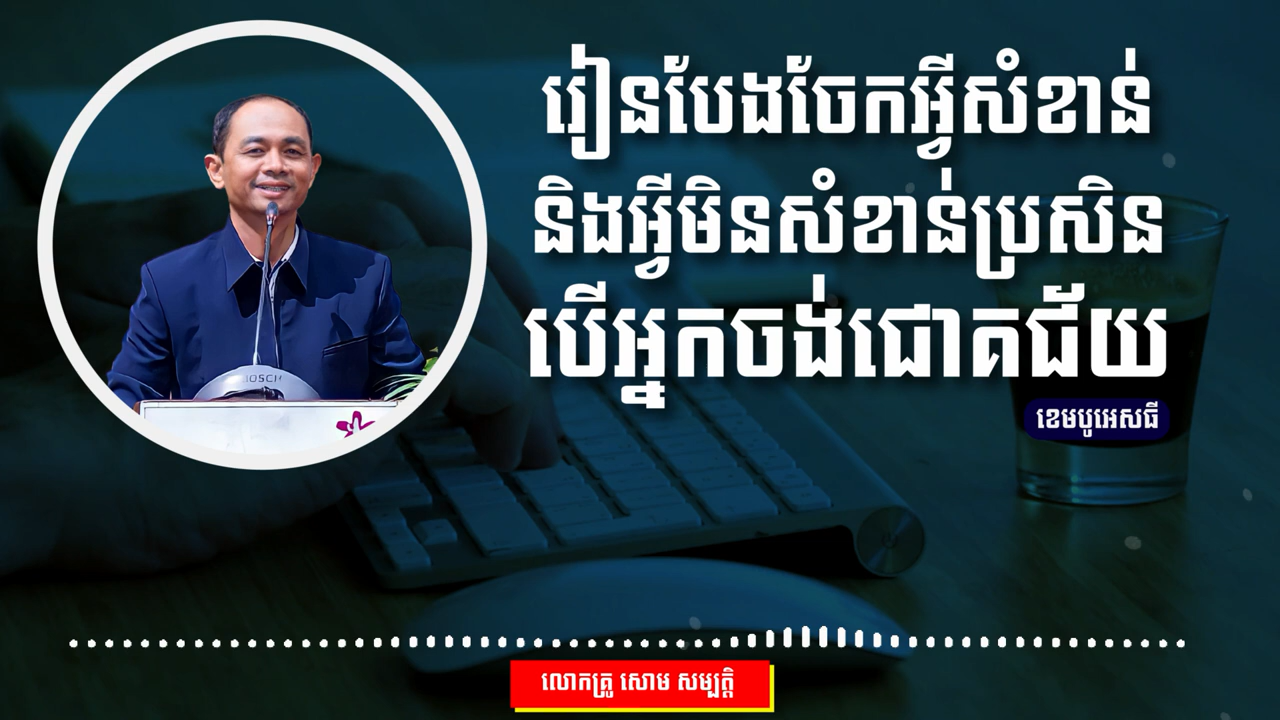 រៀនបែងចែកអ្វីសំខាន់
និងអ្វីមិនសំខាន់ប្រសិន
បើអ្នកចង់ជោគជ័យ
ខេមបូអេសធី
OSCH
លោកគ្រូ សោម សម្បត្តិ